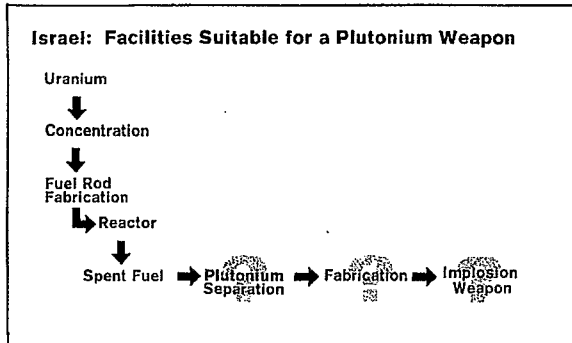 Israel: Facilities Suitable for a Plutonium Weapon
Uranium
Concentration
Fuel Rod
Fabrication
Reactor
Spent Fuel
Plutonium
Separation
?
Fabrication
?
Implosion
Weapon
?